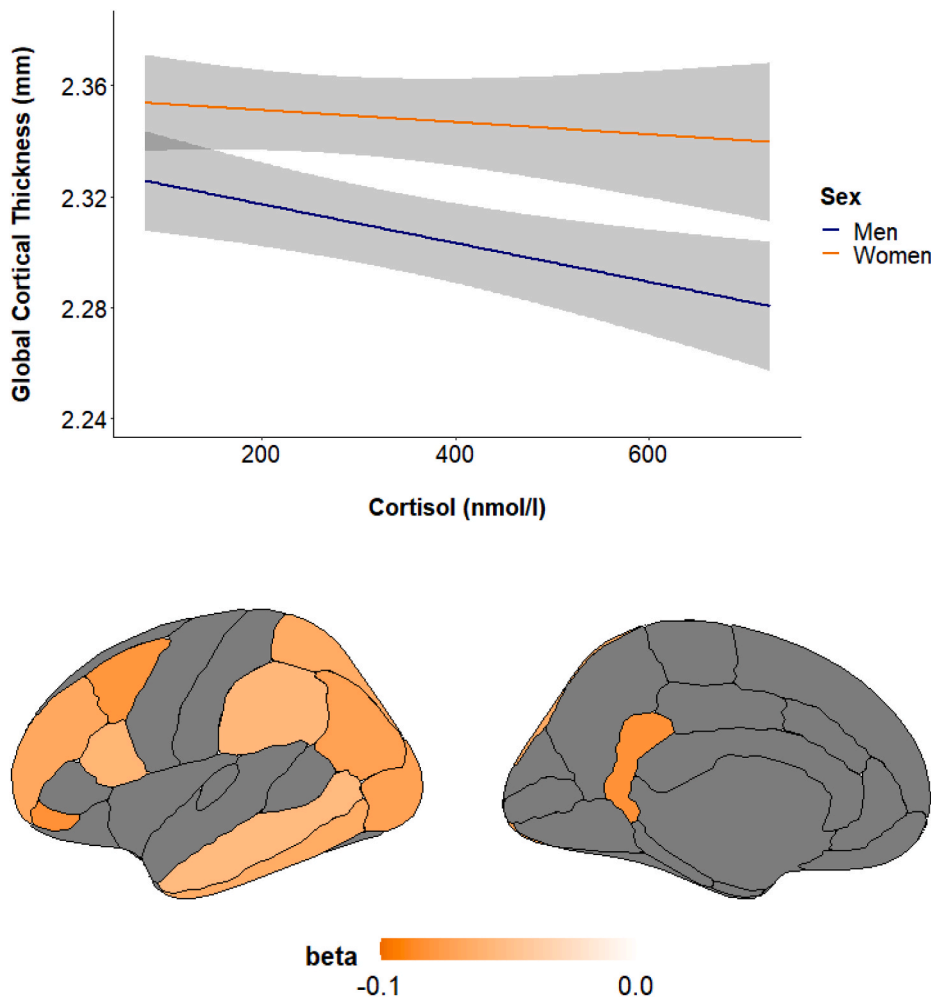 Global Cortical Thickness (mm)
2.36
2.32
2.28
2.24
200 400 600
Cortisol (nmol/l)
Sex
Men
Women
beta
-0.1 0.0